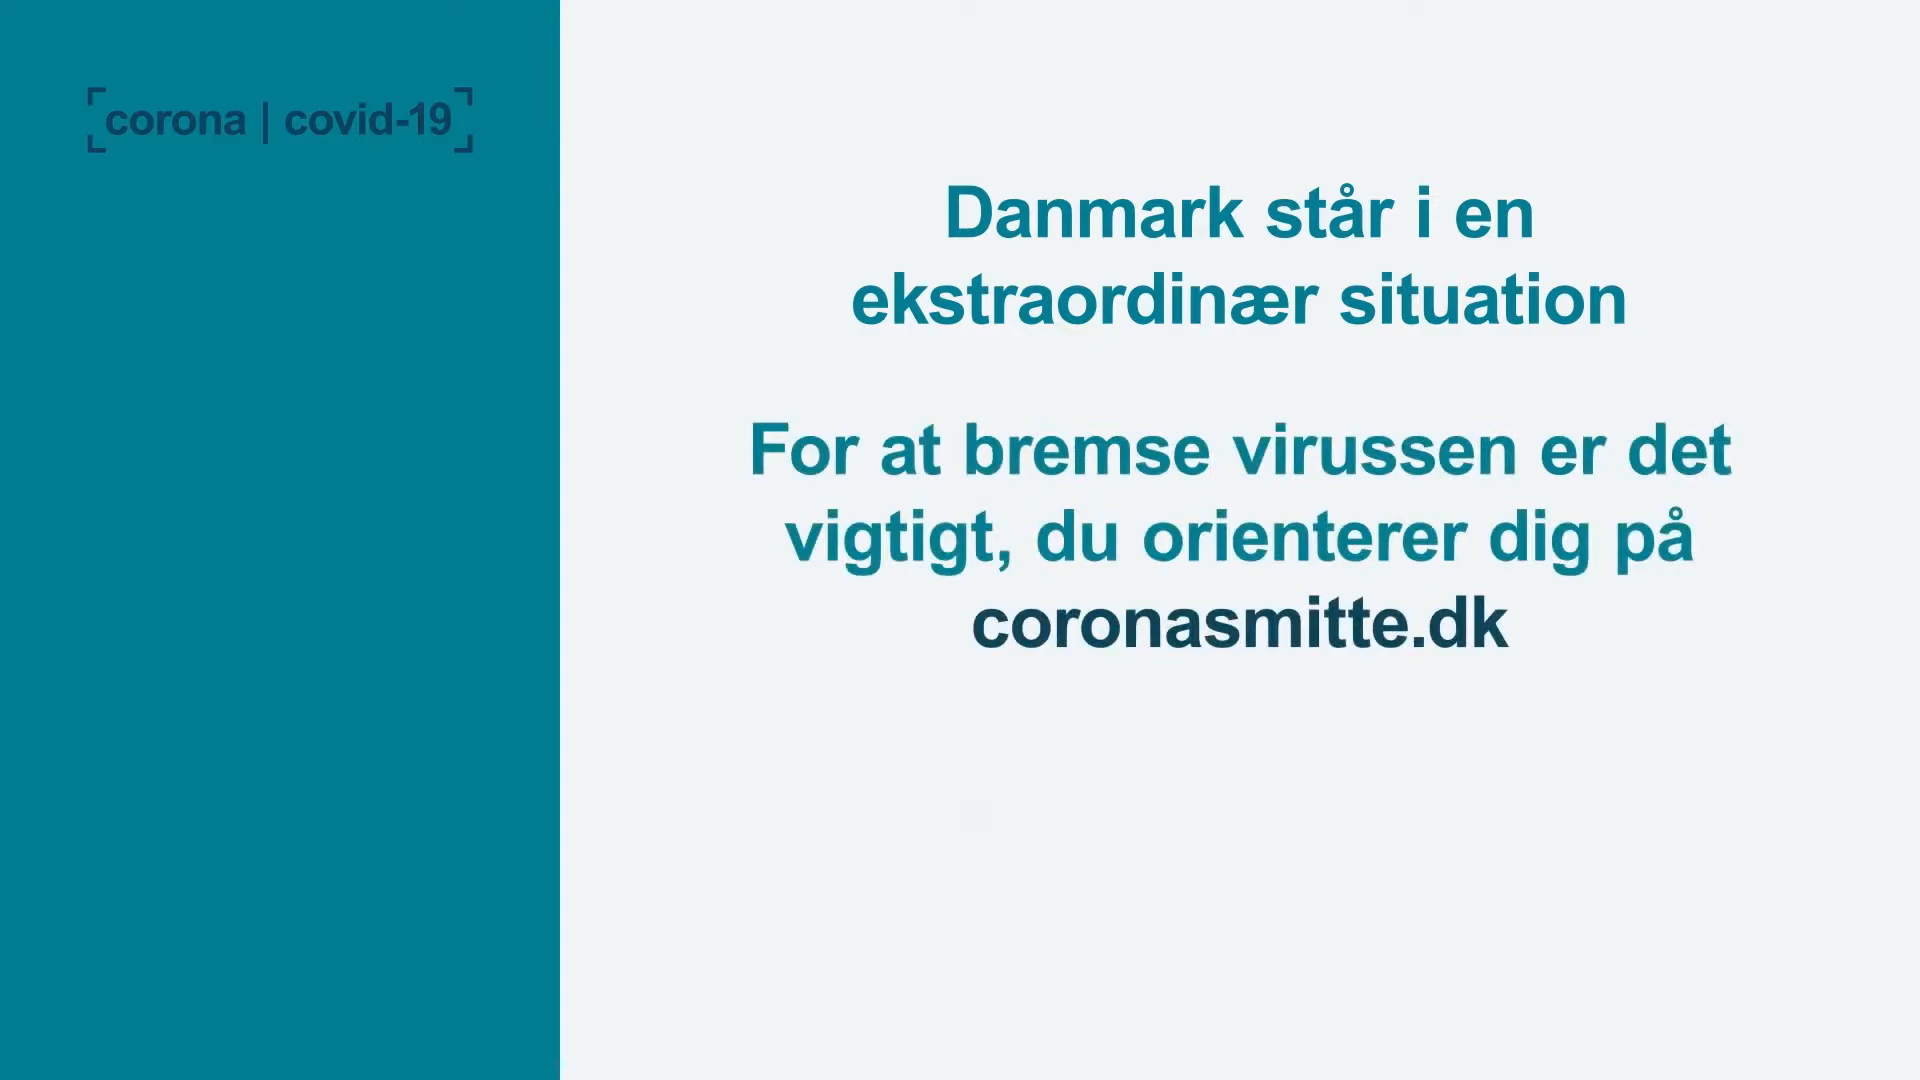 corona | covid-19
Danmark står i en
ekstraordinær situation
For at bremse virussen er det
vigtigt, du orienterer dig på
coronasmitte.dk